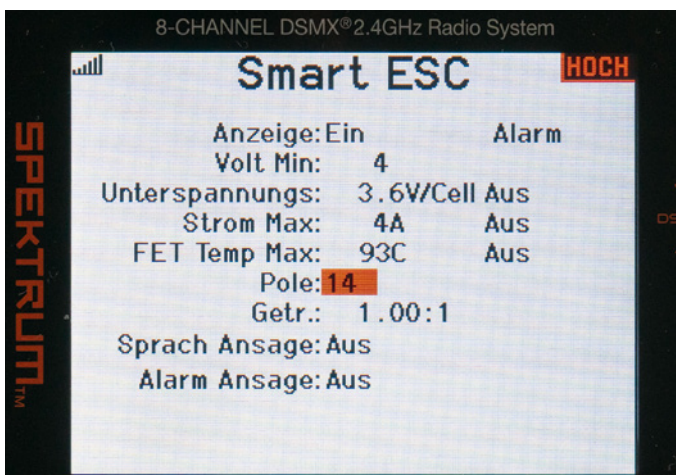 8-CHANNEL DSMX®2.4GHz Radio System
Smart ESC
HOCH
Anzeige: Ein Alarm
Volt Min: 4
Unterspannungs: 3.6V/Cell Aus
Strom Max: 4A Aus
FET Temp Max: 93C Aus
Pole: 14
Getr.: 1.00:1
Sprach Ansage: Aus
Alarm Ansage: Aus
SPEKTRUM™
DS